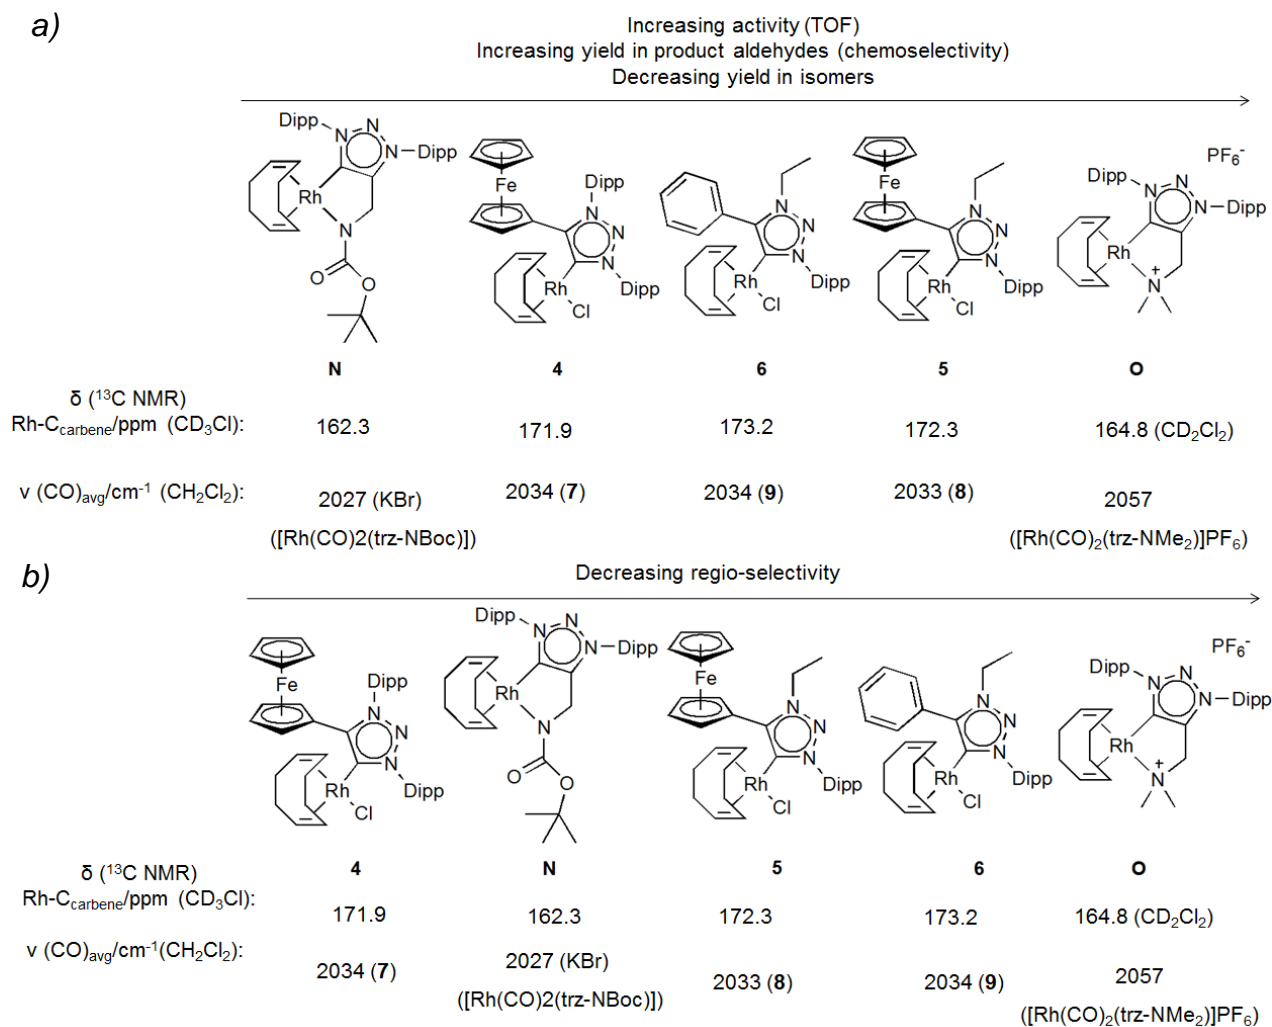 a)
Increasing activity (TOF)
Increasing yield in product aldehydes (chemoselectivity)
Decreasing yield in isomers
Dipp N N N Dipp Rh N O O
Fe Dipp N N N Dipp Rh Cl
N N N Dipp Rh Cl
Fe N N N Dipp Rh Cl
PF6- Dipp N N N Dipp Rh N +
N 4 6 5 O
δ (13C NMR)
Rh-Ccarbene/ppm (CD3Cl): 162.3 171.9 173.2 172.3 164.8 (CD2Cl2)
ν (CO)avg/cm-1 (CH2Cl2): 2027 (KBr) 2034 (7) 2034 (9) 2033 (8) 2057
([Rh(CO)2(trz-NBoc)]) ([Rh(CO)2(trz-NMe2)]PF6)
b)
Decreasing regio-selectivity
Fe Dipp N N N Dipp Rh Cl
Dipp N N N Dipp Rh N O O
Fe N N N Dipp Rh Cl
N N N Dipp Rh Cl
PF6- Dipp N N N Dipp Rh N +
4 N 5 6 O
δ (13C NMR)
Rh-Ccarbene/ppm (CD3Cl): 171.9 162.3 172.3 173.2 164.8 (CD2Cl2)
ν (CO)avg/cm-1(CH2Cl2): 2034 (7) 2027 (KBr) 2033 (8) 2034 (9) 2057
([Rh(CO)2(trz-NBoc)]) ([Rh(CO)2(trz-NMe2)]PF6)